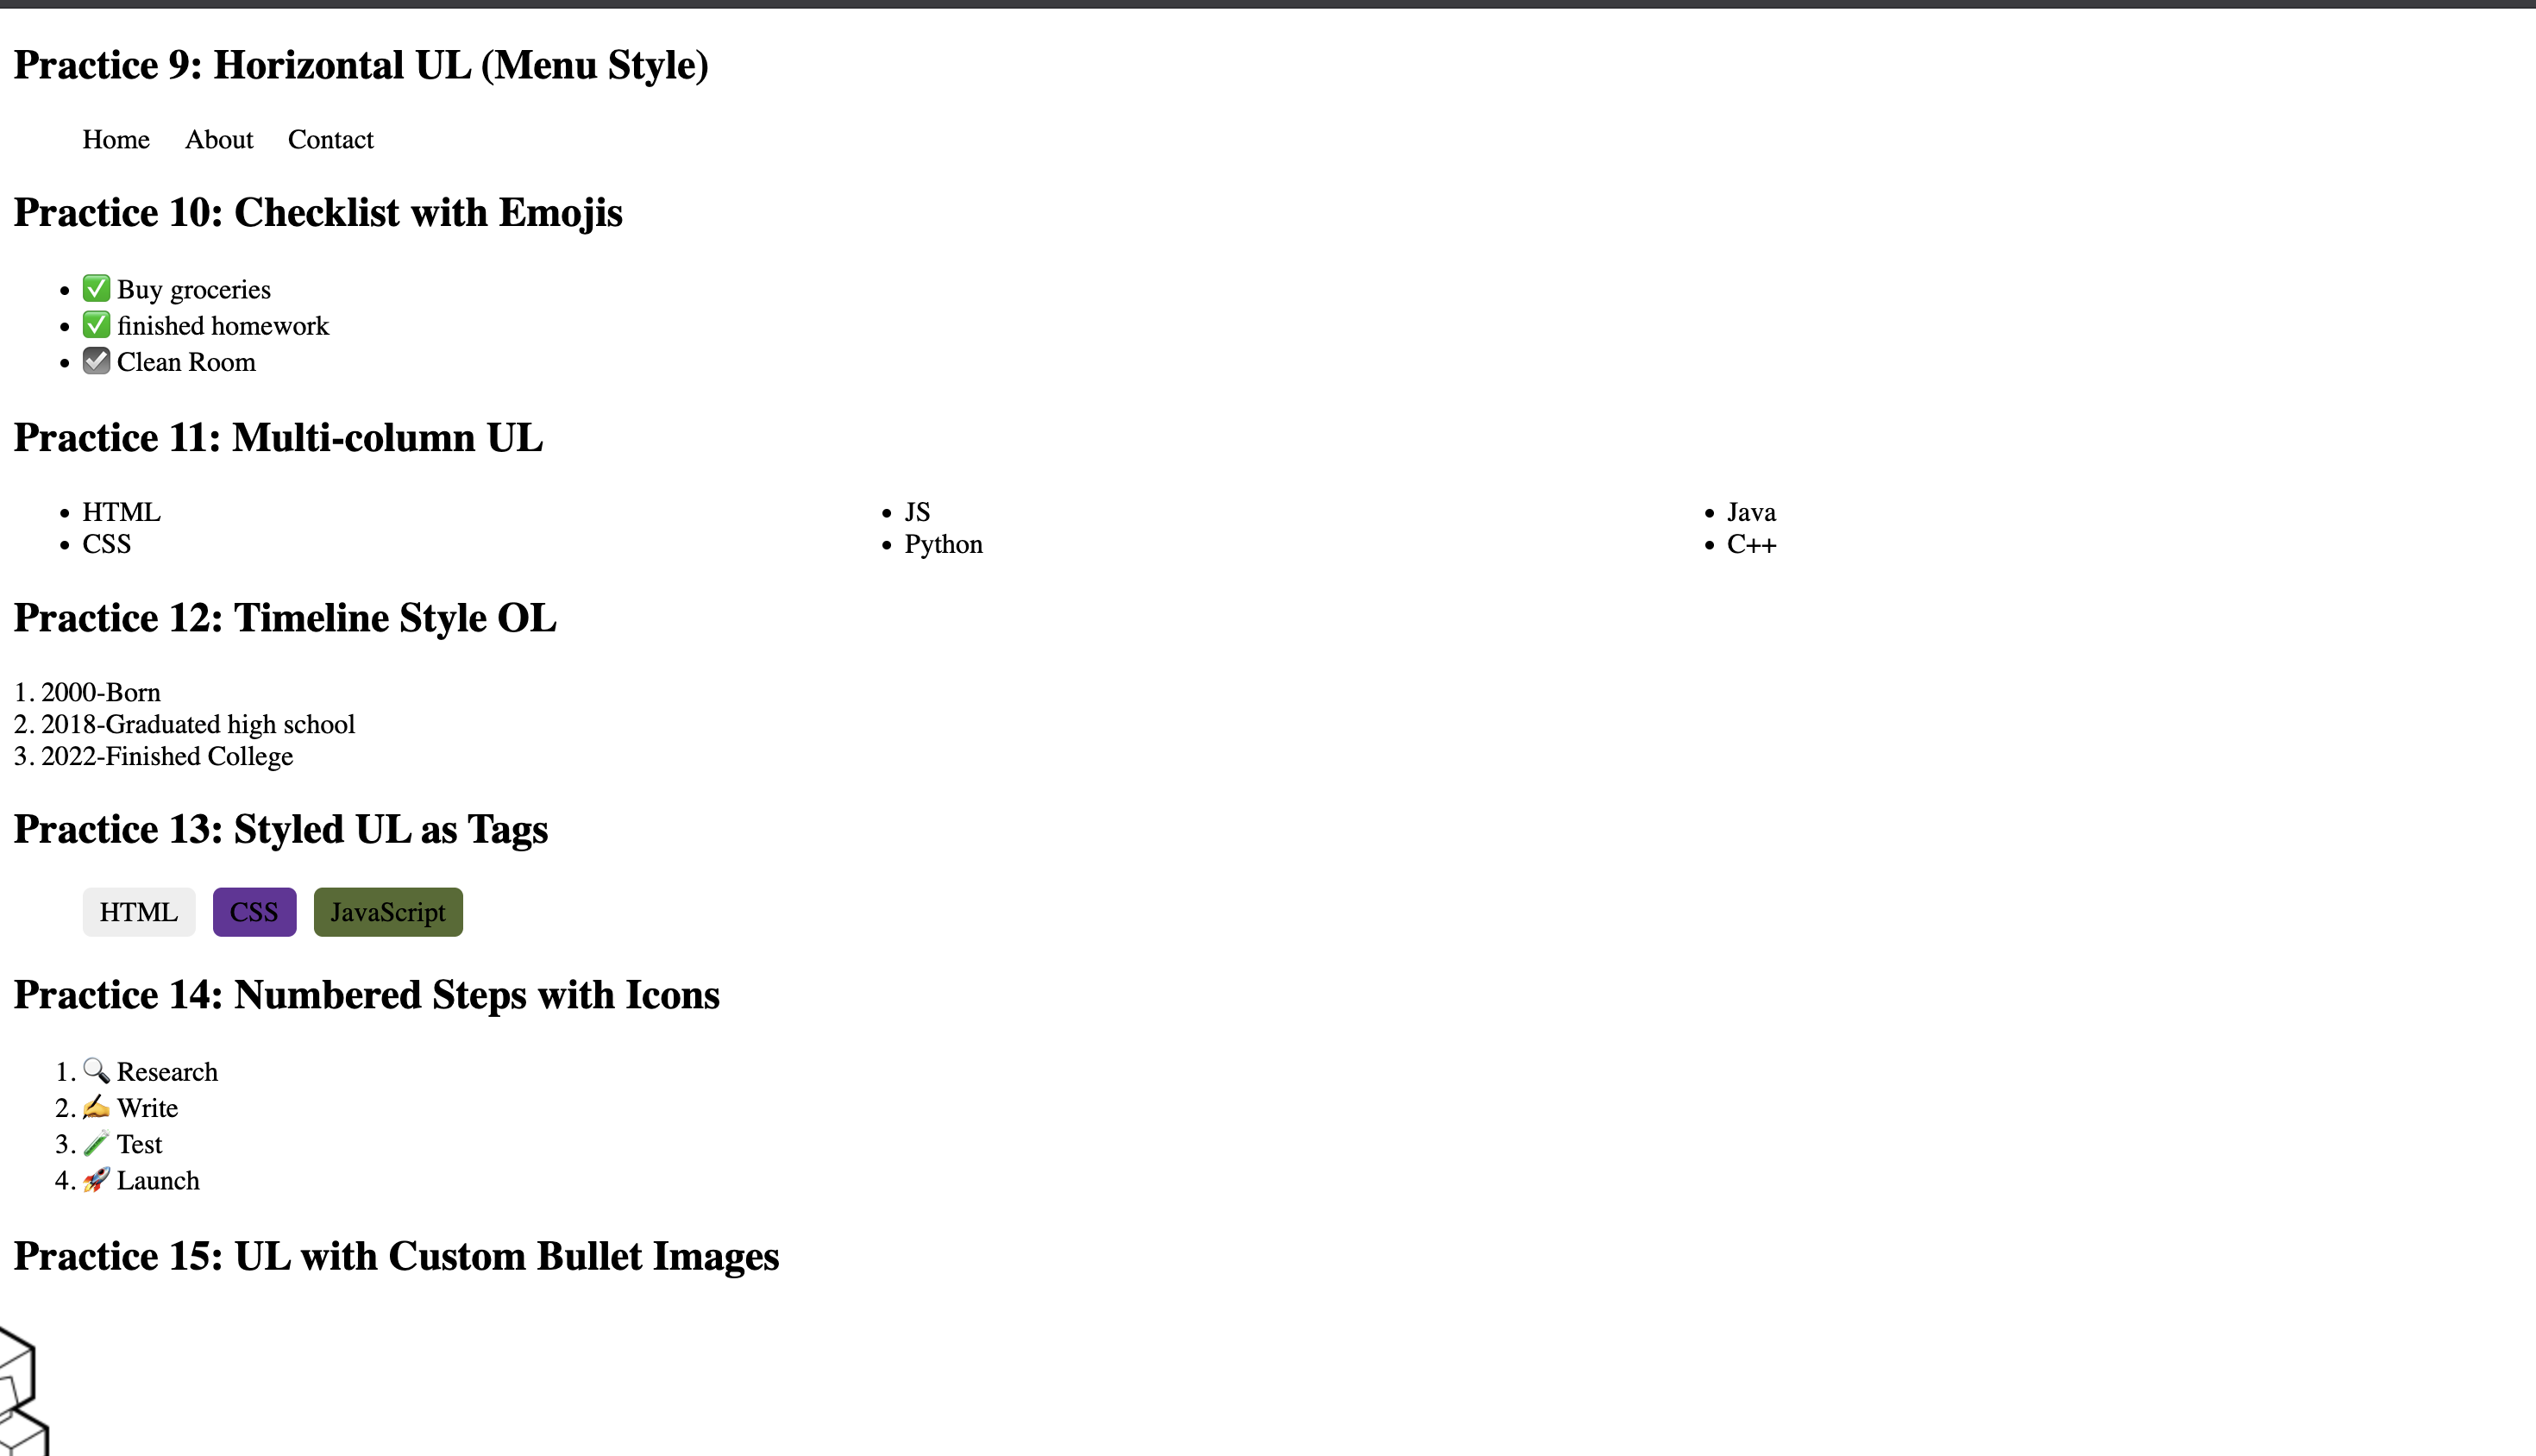 Practice 9: Horizontal UL (Menu Style)
Home About Contact
Practice 10: Checklist with Emojis
• ✅ Buy groceries
• ✅ finished homework
• ☑️ Clean Room
Practice 11: Multi-column UL
• HTML
• CSS
• JS
• Python
• Java
• C++
Practice 12: Timeline Style OL
1. 2000-Born
2. 2018-Graduated high school
3. 2022-Finished College
Practice 13: Styled UL as Tags
HTML CSS JavaScript
Practice 14: Numbered Steps with Icons
1. 🔍 Research
2. ✍️ Write
3. 🧪 Test
4. 🚀 Launch
Practice 15: UL with Custom Bullet Images